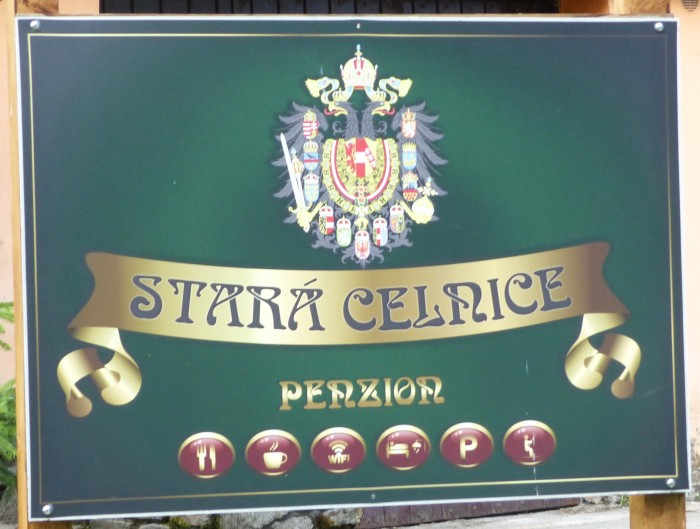 STARÁ CELNICE
PENZION
WiFi
P